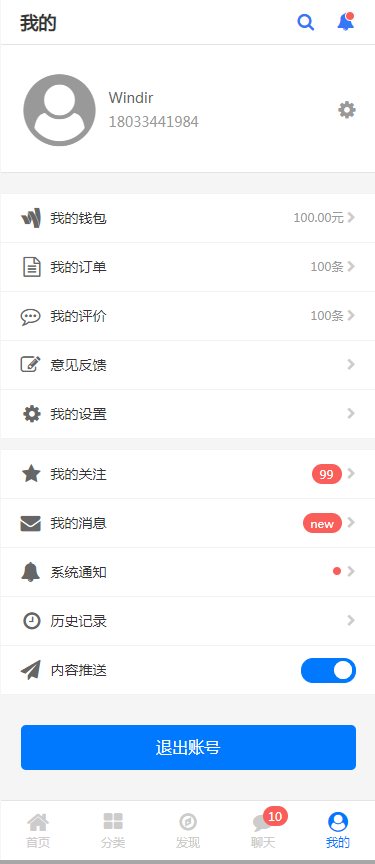 我的
Windir
18033441984
我的钱包 100.00元
我的订单 100条
我的评价 100条
意见反馈
我的设置
我的关注 99
我的消息 new
系统通知
历史记录
内容推送
退出账号
10
首页 分类 发现 聊天 我的